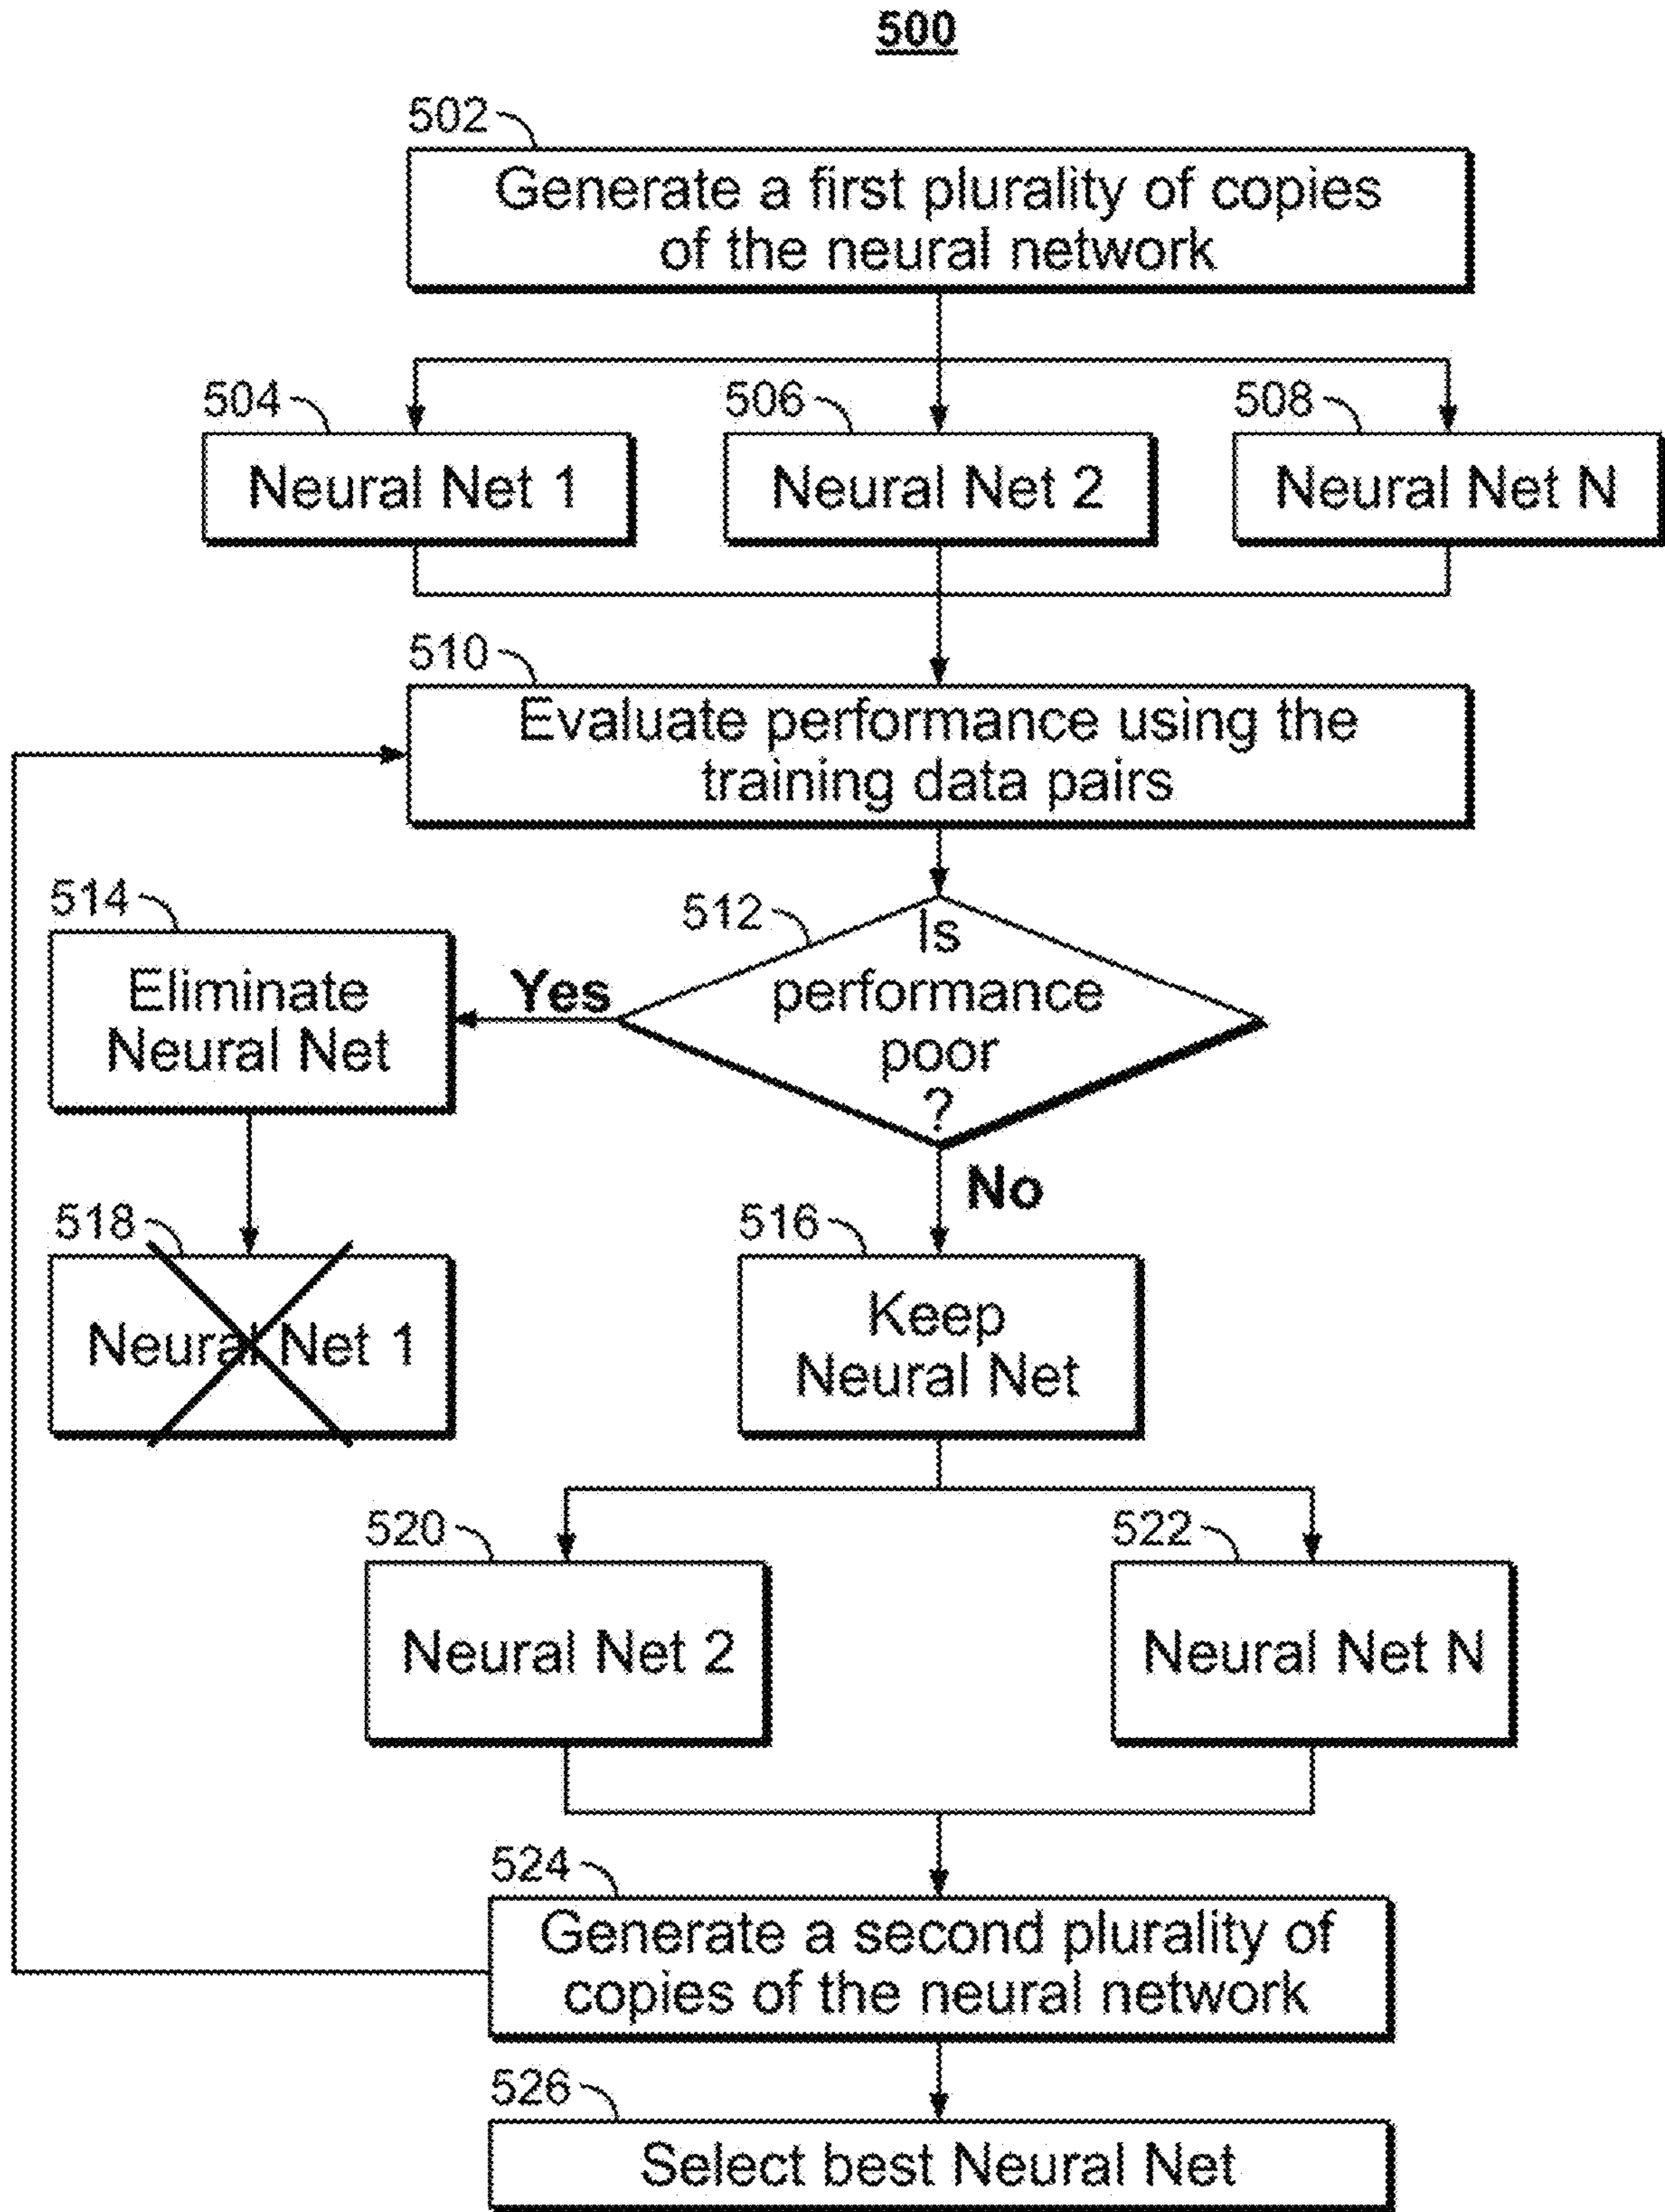 500
502
Generate a first plurality of copies
of the neural network
504
506
508
Neural Net 1
Neural Net 2
Neural Net N
510
Evaluate performance using the
training data pairs
512
Is
performance
poor
?
Yes
514
Eliminate
Neural Net
No
518
Neural Net 1
516
Keep
Neural Net
520
522
Neural Net 2
Neural Net N
524
Generate a second plurality of
copies of the neural network
526
Select best Neural Net